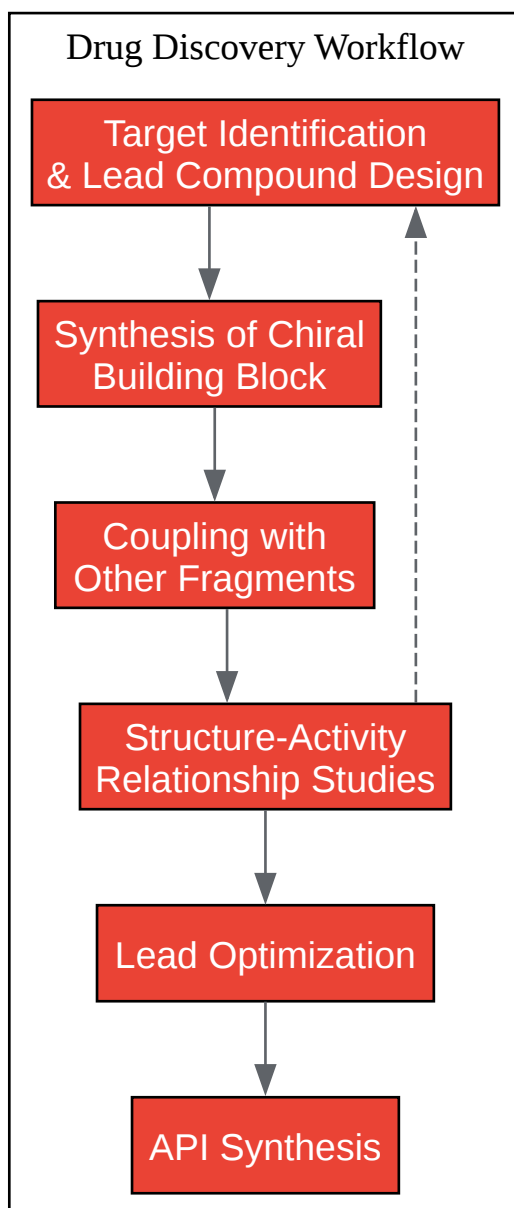 Drug Discovery Workflow
Target Identification
& Lead Compound Design
Synthesis of Chiral
Building Block
Coupling with
Other Fragments
Structure-Activity
Relationship Studies
Lead Optimization
API Synthesis